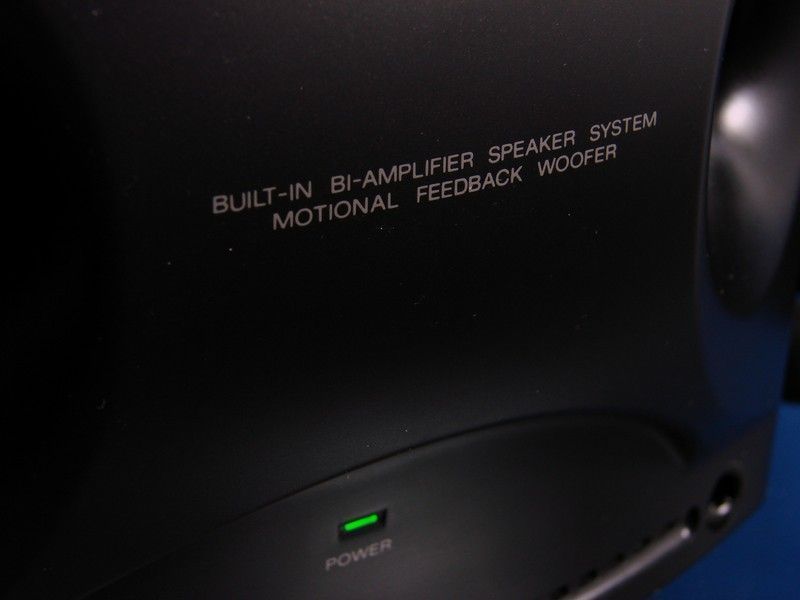 BUILT-IN BI-AMPLIFIER SPEAKER SYSTEM
MOTIONAL FEEDBACK WOOFER
POWER